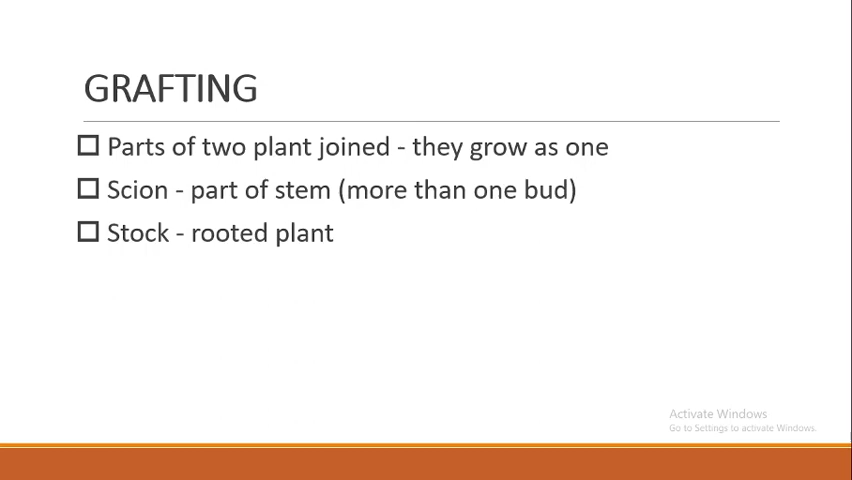 GRAFTING
Parts of two plant joined - they grow as one
Scion - part of stem (more than one bud)
Stock - rooted plant
Activate Windows
Go to Settings to activate Windows.